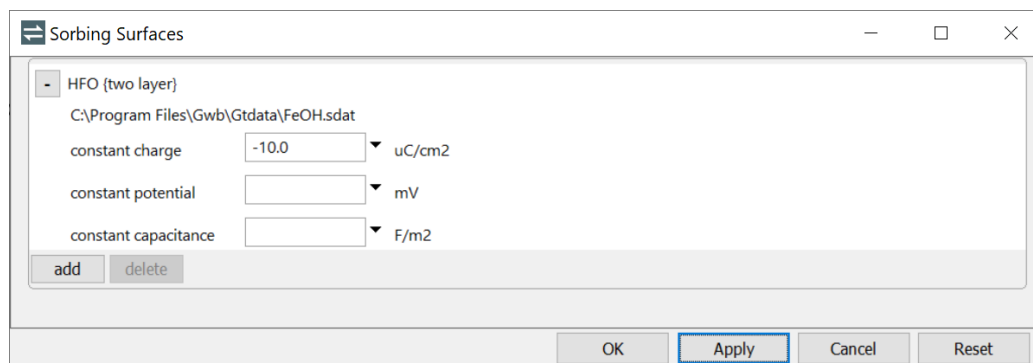 Sorbing Surfaces
- HFO {two layer}
C:\Program Files\Gwb\Gtdata\FeOH.sdat
constant charge -10.0 uC/cm2
constant potential mV
constant capacitance F/m2
add delete
OK Apply Cancel Reset